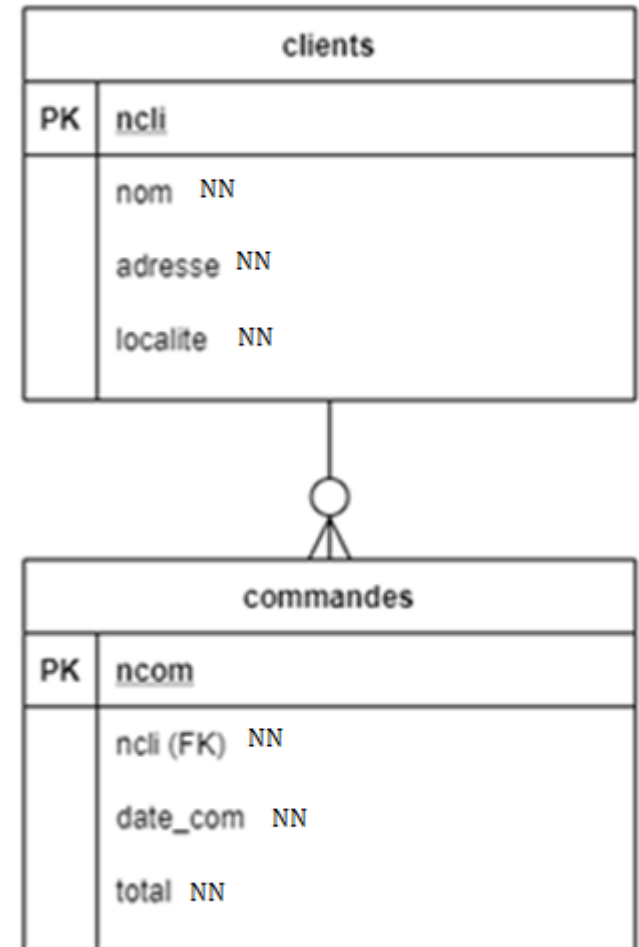 clients
PK ncli
nom NN
adresse NN
localite NN
commandes
PK ncom
ncli (FK) NN
date_com NN
total NN